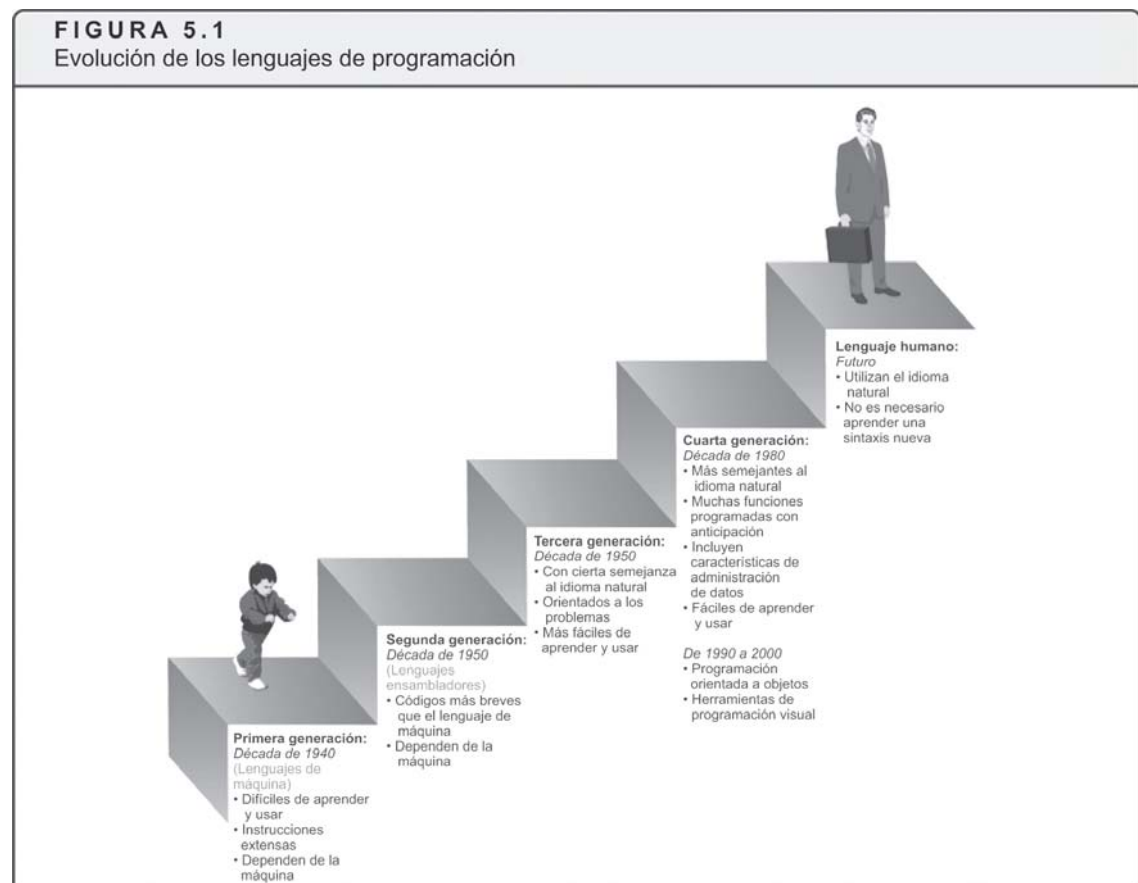 FIGURA 5.1
Evolución de los lenguajes de programación
Primera generación:
Década de 1940
(Lenguajes de
máquina)
• Difíciles de aprender
y usar
• Instrucciones
extensas
• Dependen de la
máquina
Segunda generación:
Década de 1950
(Lenguajes
ensambladores)
• Códigos más breves
que el lenguaje de
máquina
• Dependen de la
máquina
Tercera generación:
Década de 1950
• Con cierta semejanza
al idioma natural
• Orientados a los
problemas
• Más fáciles de
aprender y usar
Cuarta generación:
Década de 1980
• Más semejantes al
idioma natural
• Muchas funciones
programadas con
anticipación
• Incluyen
características de
administración
de datos
• Fáciles de aprender
y usar
De 1990 a 2000
• Programación
orientada a objetos
• Herramientas de
programación visual
Lenguaje humano:
Futuro
• Utilizan el idioma
natural
• No es necesario
aprender una
sintaxis nueva